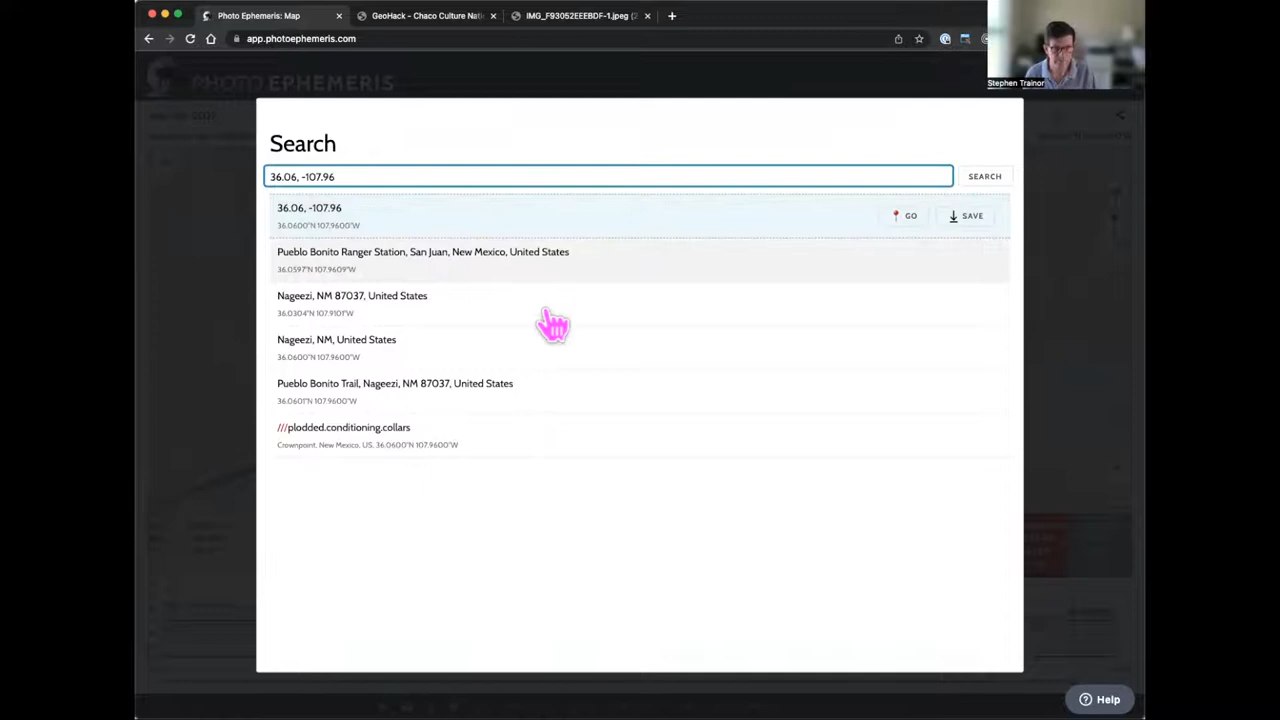 Photo Ephemeris: Map
GeoHack - Chaco Culture Nati
IMG_F93052EEEBDF-1.jpeg (2
app.photoephemeris.com
Stephen Trainor
PHOTO EPHEMERIS
Search
36.06, -107.96
SEARCH
36.06, -107.96
36.0600°N 107.9600°W
GO
SAVE
Pueblo Bonito Ranger Station, San Juan, New Mexico, United States
36.0597°N 107.9609°W
Nageezi, NM 87037, United States
36.0304°N 107.9101°W
Nageezi, NM, United States
36.0600°N 107.9600°W
Pueblo Bonito Trail, Nageezi, NM 87037, United States
36.0601°N 107.9600°W
///plodded.conditioning.collars
Crownpoint, New Mexico, US. 36.0600°N 107.9600°W
Help